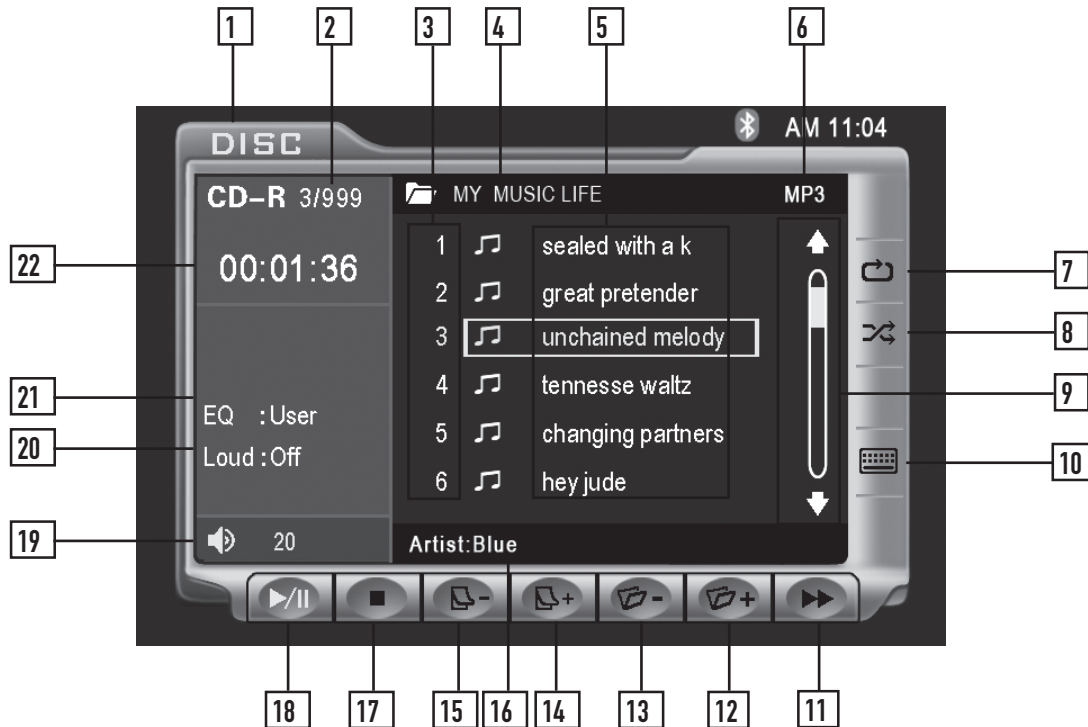 1 2 3 4 5 6
DISC AM 11:04
CD-R 3/999 MY MUSIC LIFE MP3
00:01:36
1 sealed with a k
2 great pretender
3 unchained melody
4 tennesse waltz
5 changing partners
6 hey jude
EQ :User
Loud :Off
20 Artist:Blue
22
21
20
19
7
8
9
10
- + - +
18 17 15 16 14 13 12 11